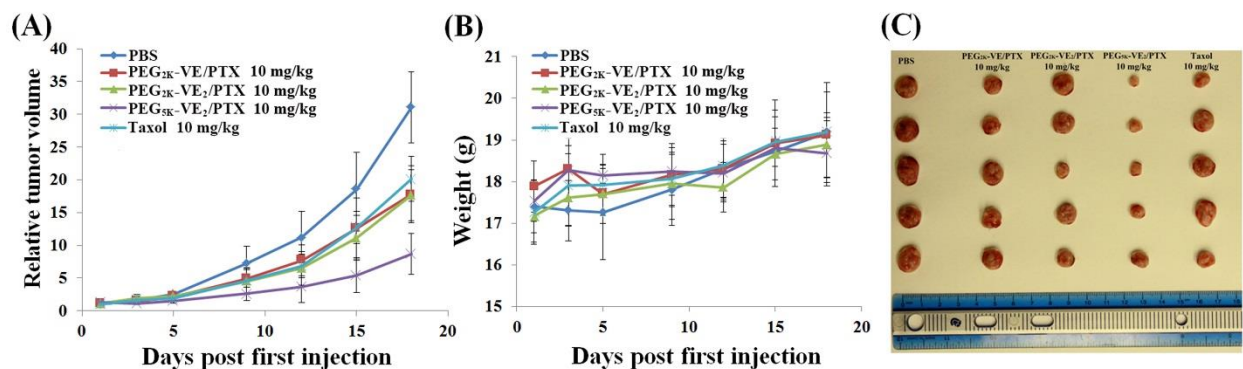 (A)
40
35
30
25
20
15
10
5
0
Relative tumor volume
PBS
PEG2K-VE/PTX 10 mg/kg
PEG2K-VE2/PTX 10 mg/kg
PEG5K-VE2/PTX 10 mg/kg
Taxol 10 mg/kg
0 5 10 15 20
Days post first injection
(B)
21
20
19
18
17
16
15
Weight (g)
PBS
PEG2K-VE/PTX 10 mg/kg
PEG2K-VE2/PTX 10 mg/kg
PEG5K-VE2/PTX 10 mg/kg
Taxol 10 mg/kg
0 5 10 15 20
Days post first injection
(C)
PBS
PEG2K-VE/PTX
10 mg/kg
PEG2K-VE2/PTX
10 mg/kg
PEG5K-VE2/PTX
10 mg/kg
Taxol
10 mg/kg